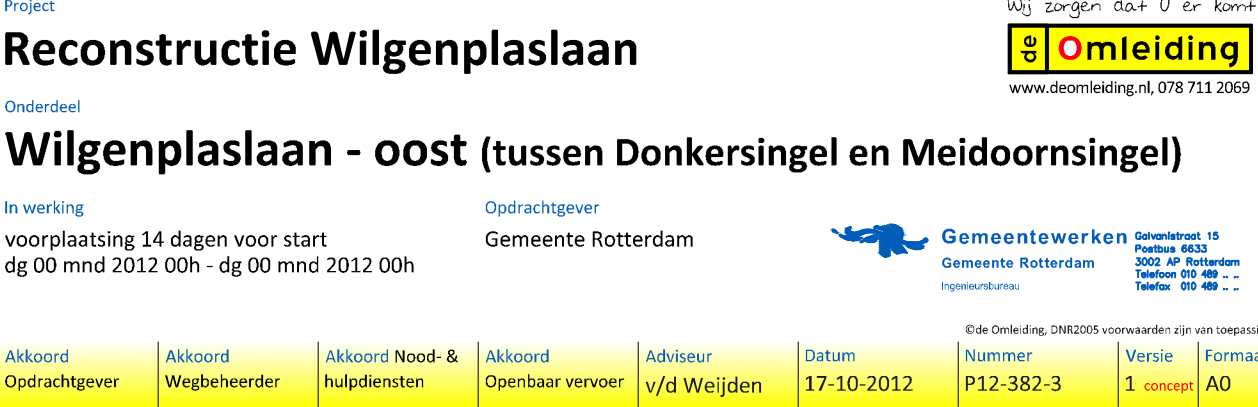 Project
Wij zorgen dat U er komt
Reconstructie Wilgenplaslaan
de Omleiding
www.deomleiding.nl, 078 711 2069
Onderdeel
Wilgenplaslaan - oost (tussen Donkersingel en Meidoornsingel)
In werking
voorplaatsing 14 dagen voor start
dg 00 mnd 2012 00h - dg 00 mnd 2012 00h
Opdrachtgever
Gemeente Rotterdam
Gemeentewerken
Gemeente Rotterdam
Ingenieursbureau
Galvanistraat 15
Postbus 6633
3002 AP Rotterdam
Telefoon 010 489 .. ..
Telefax 010 489 .. ..
©de Omleiding, DNR2005 voorwaarden zijn van toepassi
Akkoord
Opdrachtgever
Akkoord
Wegbeheerder
Akkoord Nood- &
hulpdiensten
Akkoord
Openbaar vervoer
Adviseur
v/d Weijden
Datum
17-10-2012
Nummer
P12-382-3
Versie
1 concept
Formaa
A0